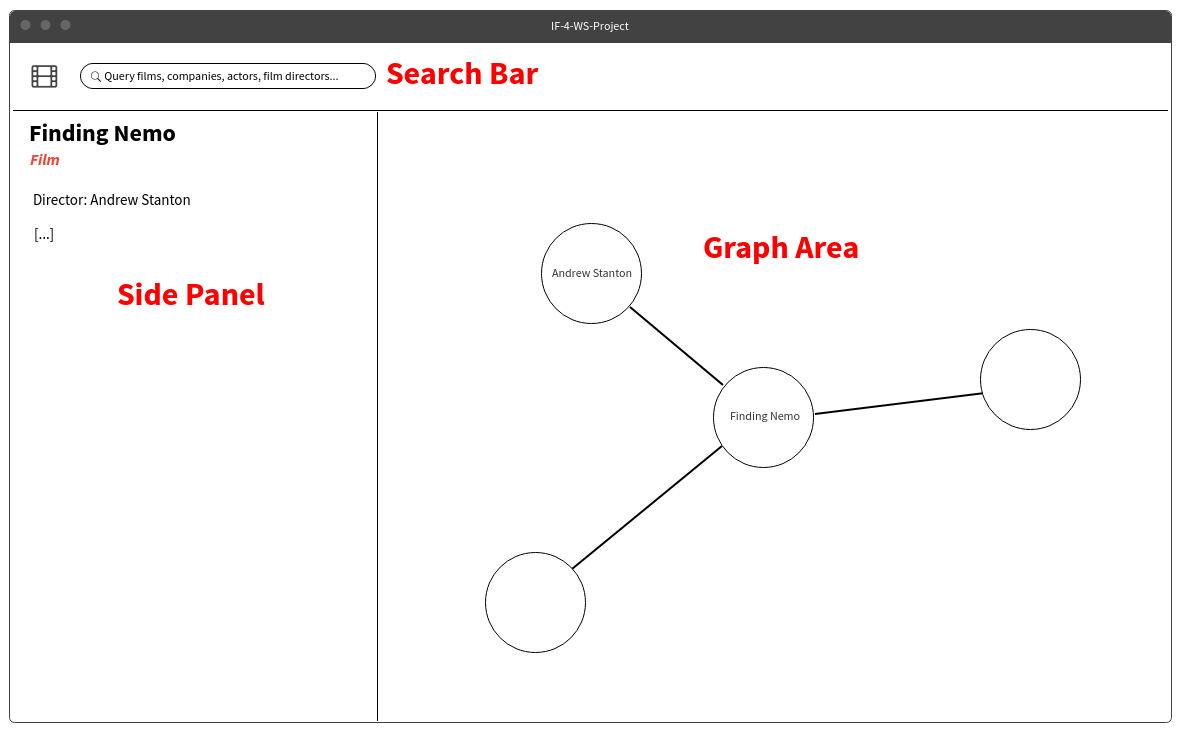 IF-4-WS-Project
Query films, companies, actors, film directors...
Search Bar
Finding Nemo
Film
Director: Andrew Stanton
[...]
Side Panel
Graph Area
Andrew Stanton
Finding Nemo